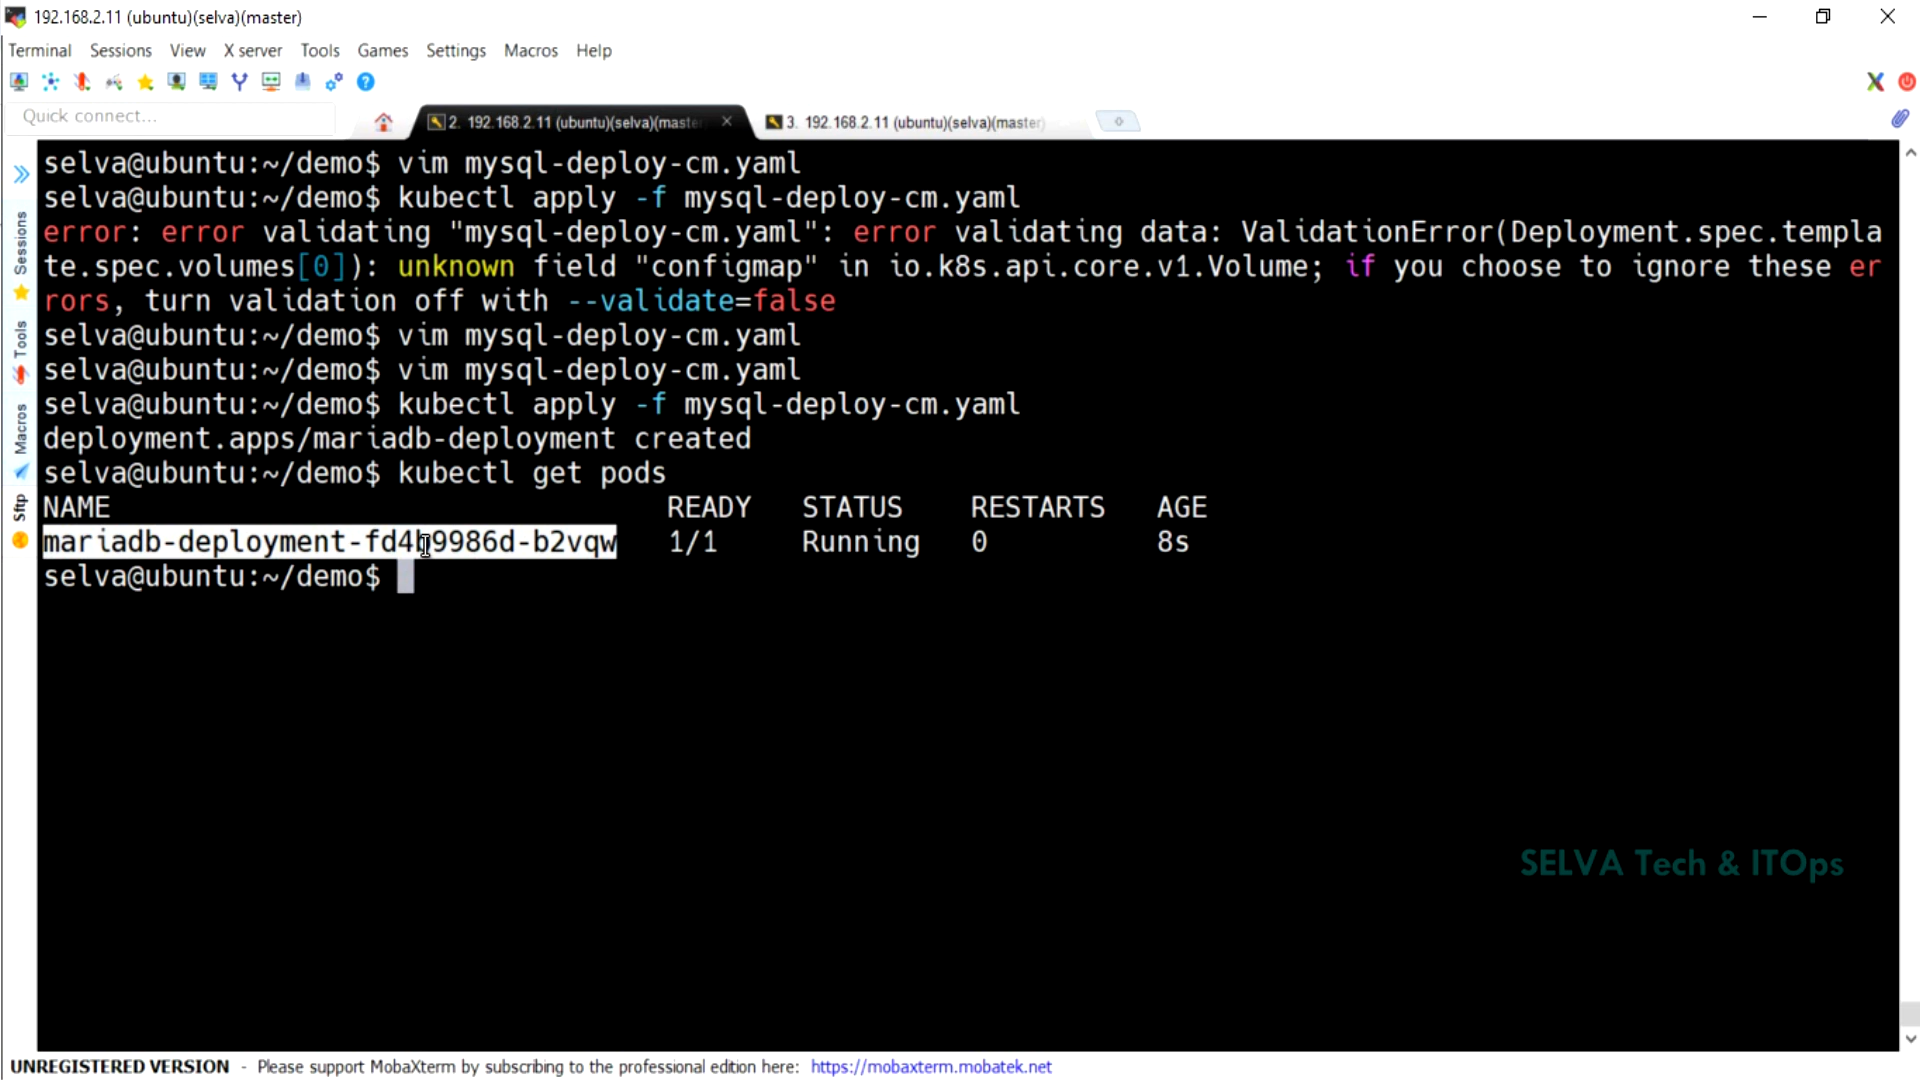 192.168.2.11 (ubuntu)(selva)(master)
Terminal Sessions View X server Tools Games Settings Macros Help
Quick connect...
2. 192.168.2.11 (ubuntu)(selva)(maste
3. 192.168.2.11 (ubuntu)(selva)(master)
Sessions
Tools
Macros
Sftp
selva@ubuntu:~/demo$ vim mysql-deploy-cm.yaml
selva@ubuntu:~/demo$ kubectl apply -f mysql-deploy-cm.yaml
error: error validating "mysql-deploy-cm.yaml": error validating data: ValidationError(Deployment.spec.templa
te.spec.volumes[0]): unknown field "configmap" in io.k8s.api.core.v1.Volume; if you choose to ignore these er
rors, turn validation off with --validate=false
selva@ubuntu:~/demo$ vim mysql-deploy-cm.yaml
selva@ubuntu:~/demo$ vim mysql-deploy-cm.yaml
selva@ubuntu:~/demo$ kubectl apply -f mysql-deploy-cm.yaml
deployment.apps/mariadb-deployment created
selva@ubuntu:~/demo$ kubectl get pods
NAME READY STATUS RESTARTS AGE
mariadb-deployment-fd4b9986d-b2vqw 1/1 Running 0 8s
selva@ubuntu:~/demo$
SELVA Tech & ITOps
UNREGISTERED VERSION - Please support MobaXterm by subscribing to the professional edition here: https://mobaxterm.mobatek.net